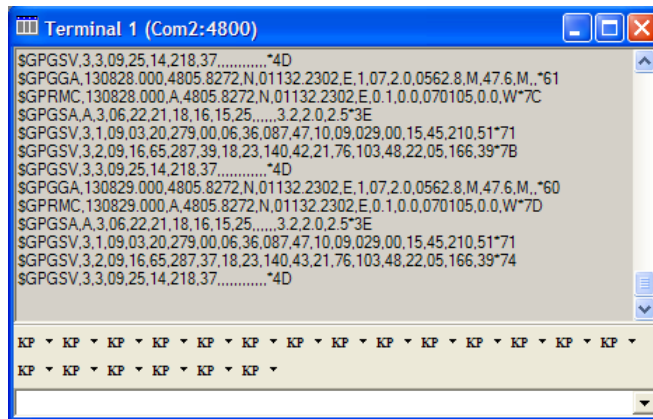 Terminal 1 (Com2:4800)
$GPGSV,3,3,09,25,14,218,37,,,,,,,,,,,,*4D
$GPGGA,130828.000,4805.8272,N,01132.2302,E,1,07,2.0,0562.8,M,47.6,M,,*61
$GPRMC,130828.000,A,4805.8272,N,01132.2302,E,0.1,0.0,070105,0.0,W*7C
$GPGSA,A,3,06,22,21,18,16,15,25,,,,,,3.2,2.0,2.5*3E
$GPGSV,3,1,09,03,20,279,00,06,36,087,47,10,09,029,00,15,45,210,51*71
$GPGSV,3,2,09,16,65,287,39,18,23,140,42,21,76,103,48,22,05,166,39*7B
$GPGSV,3,3,09,25,14,218,37,,,,,,,,,,,,*4D
$GPGGA,130829.000,4805.8272,N,01132.2302,E,1,07,2.0,0562.8,M,47.6,M,,*60
$GPRMC,130829.000,A,4805.8272,N,01132.2302,E,0.1,0.0,070105,0.0,W*7D
$GPGSA,A,3,06,22,21,18,16,15,25,,,,,,3.2,2.0,2.5*3E
$GPGSV,3,1,09,03,20,279,00,06,36,087,47,10,09,029,00,15,45,210,51*71
$GPGSV,3,2,09,16,65,287,37,18,23,140,43,21,76,103,48,22,05,166,39*74
$GPGSV,3,3,09,25,14,218,37,,,,,,,,,,,,*4D
KP KP KP KP KP KP KP KP KP KP KP KP KP KP
KP KP KP KP KP KP